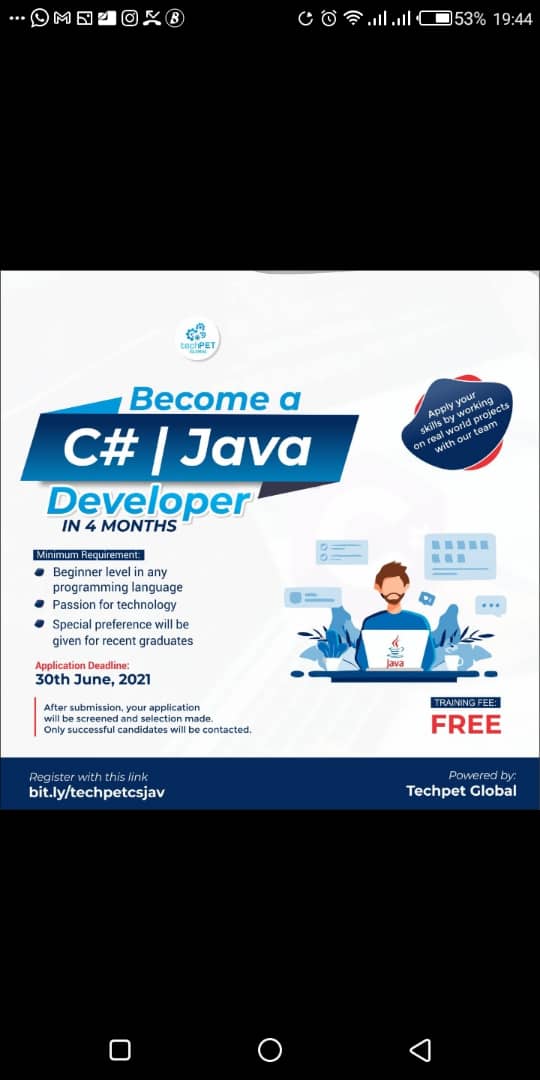 53% 19:44
techPET
GLOBAL
Become a
C# | Java
Developer
IN 4 MONTHS
Apply your
skills by working
on real world projects
with our team
Minimum Requirement:
Beginner level in any
programming language
Passion for technology
Special preference will be
given for recent graduates
Application Deadline:
30th June, 2021
After submission, your application
will be screened and selection made.
Only successful candidates will be contacted.
Java
TRAINING FEE:
FREE
Register with this link
bit.ly/techpetcsjav
Powered by:
Techpet Global